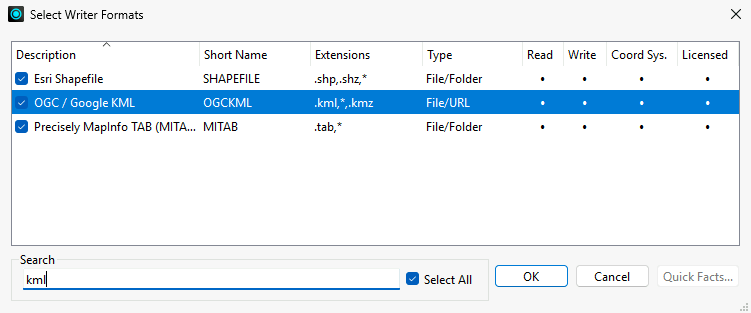 Select Writer Formats
Description Short Name Extensions Type Read Write Coord Sys. Licensed
Esri Shapefile SHAPEFILE .shp,.shz,* File/Folder • • • •
OGC / Google KML OGCKML .kml,*,.kmz File/URL • • • •
Precisely MapInfo TAB (MITA... MITAB .tab,* File/Folder • • • •
Search
kml Select All OK Cancel Quick Facts...